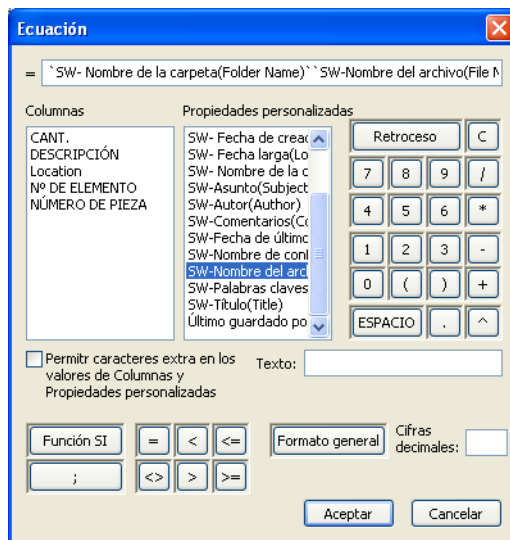 Ecuación
= `SW- Nombre de la carpeta(Folder Name)``SW-Nombre del archivo(File N
Columnas
Propiedades personalizadas
CANT.
DESCRIPCIÓN
Location
Nº DE ELEMENTO
NÚMERO DE PIEZA
SW- Fecha de creac
SW- Fecha larga(Lo
SW- Nombre de la c
SW-Asunto(Subject
SW-Autor(Author)
SW-Comentarios(Co
SW-Fecha de último
SW-Nombre de conf
SW-Nombre del arcl
SW-Palabras claves
SW-Título(Title)
Último guardado po
Retroceso C
7 8 9 /
4 5 6 *
1 2 3 -
0 ( ) +
ESPACIO . ^
Permitr caracteres extra en los
valores de Columnas y
Propiedades personalizadas
Texto:
Función SI = < <=
; <> > >=
Formato general
Cifras
decimales:
Aceptar Cancelar